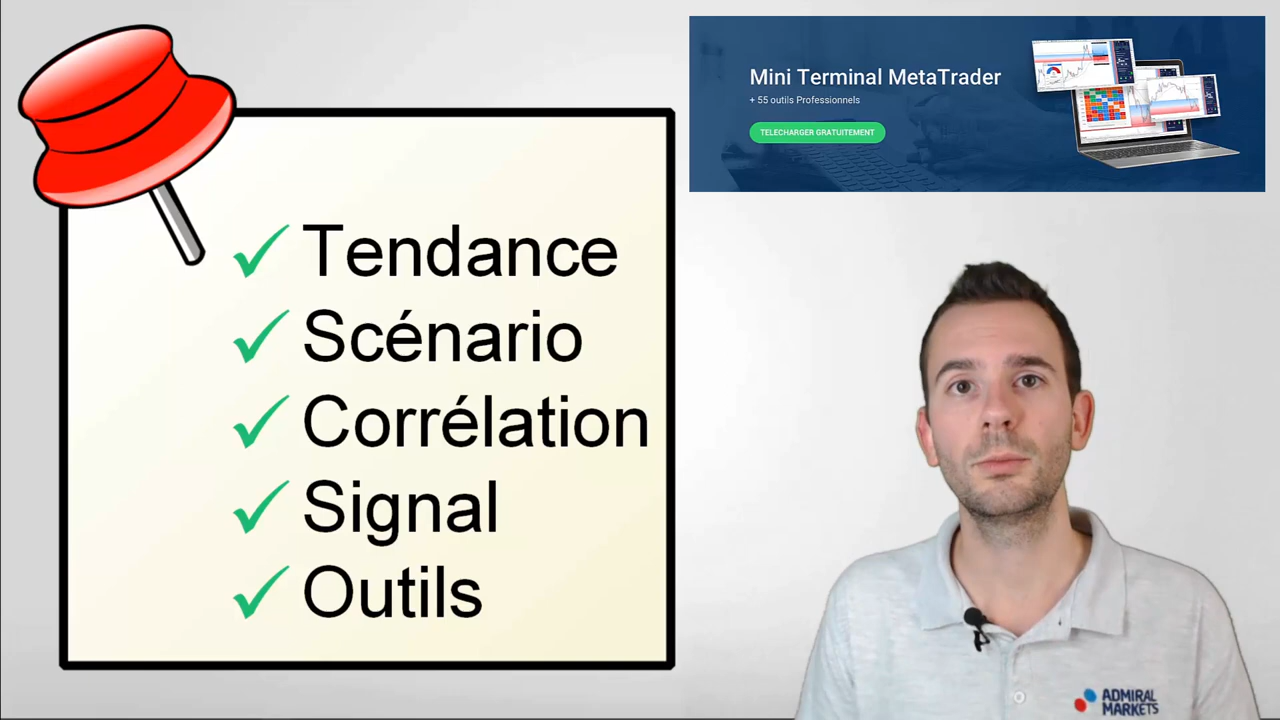 Mini Terminal MetaTrader
+ 55 outils Professionnels
TELECHARGER GRATUITEMENT
Tendance
Scénario
Corrélation
Signal
Outils
ADMIRAL
MARKETS